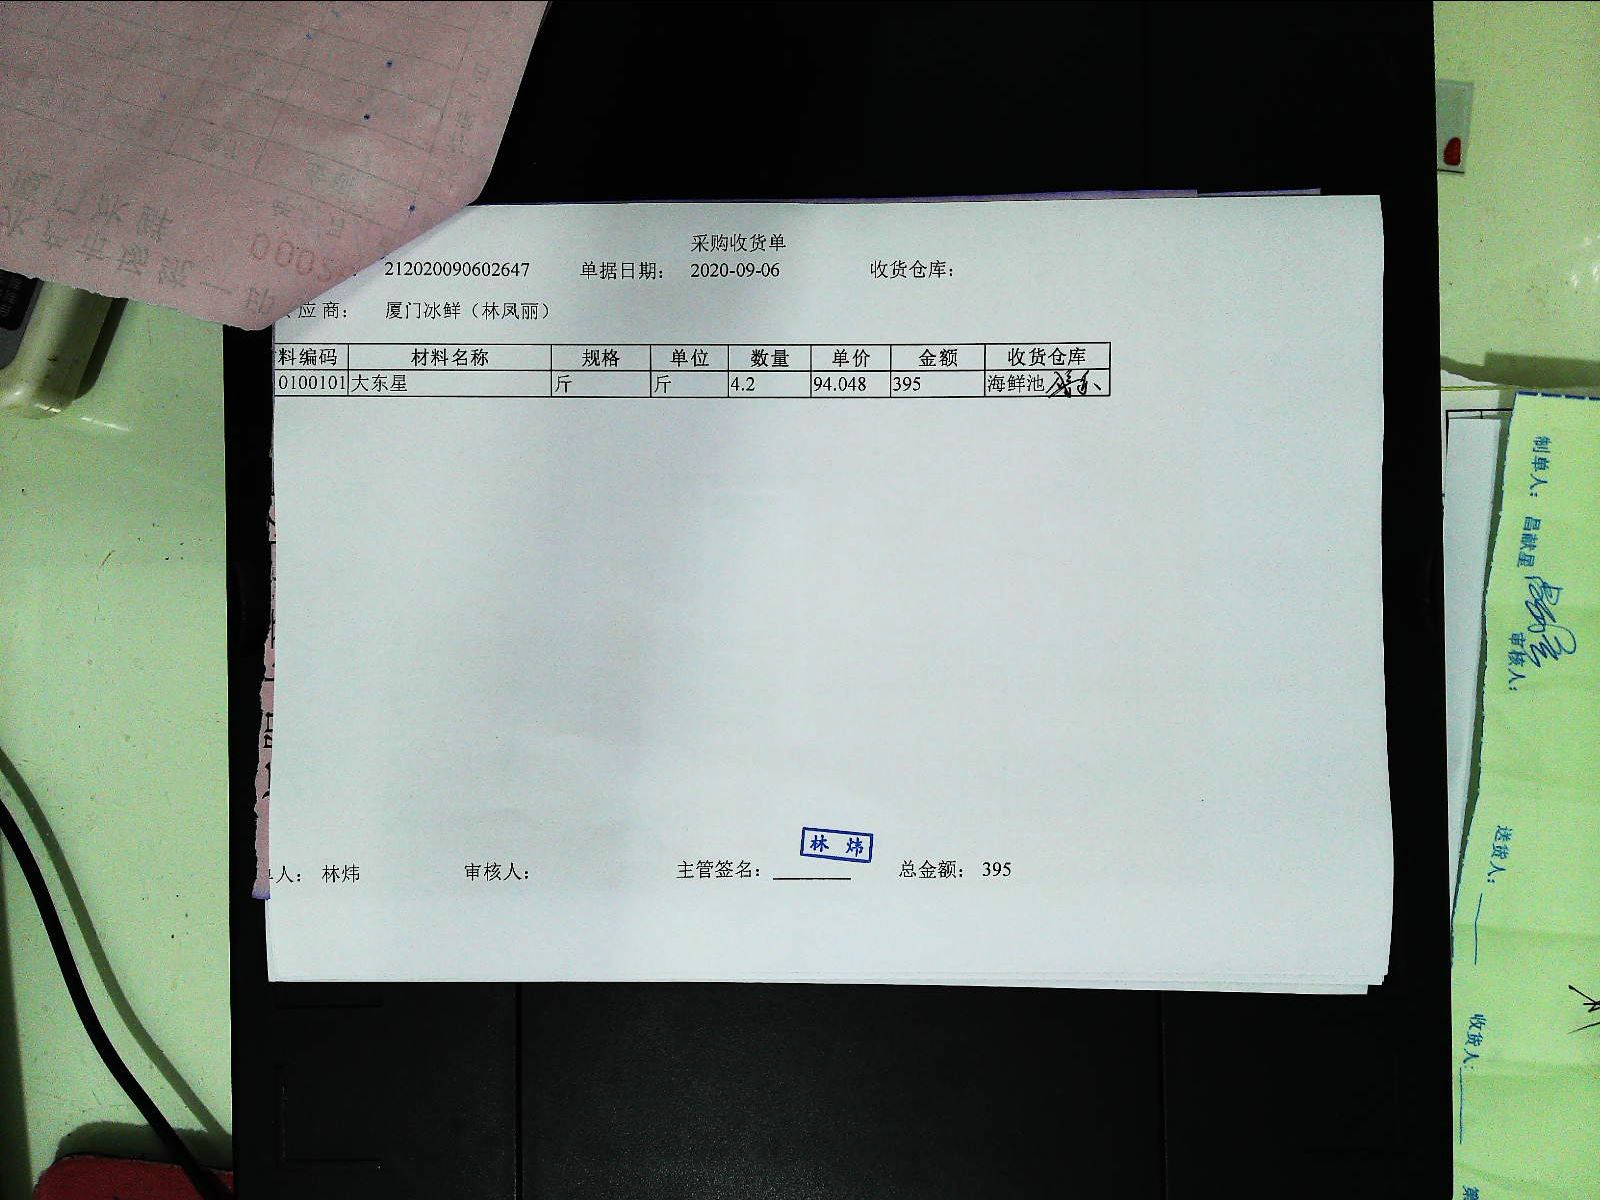 采购收货单
212020090602647 单据日期： 2020-09-06 收货仓库：
应商： 厦门冰鲜（林凤丽）
料编码 材料名称 规格 单位 数量 单价 金额 收货仓库
0100101 大东星 斤 斤 4.2 94.048 395 海鲜池
林 炜
人： 林炜 审核人： 主管签名： 总金额： 395
制单人： 昌献星 审核人：
送货人：
收货人：